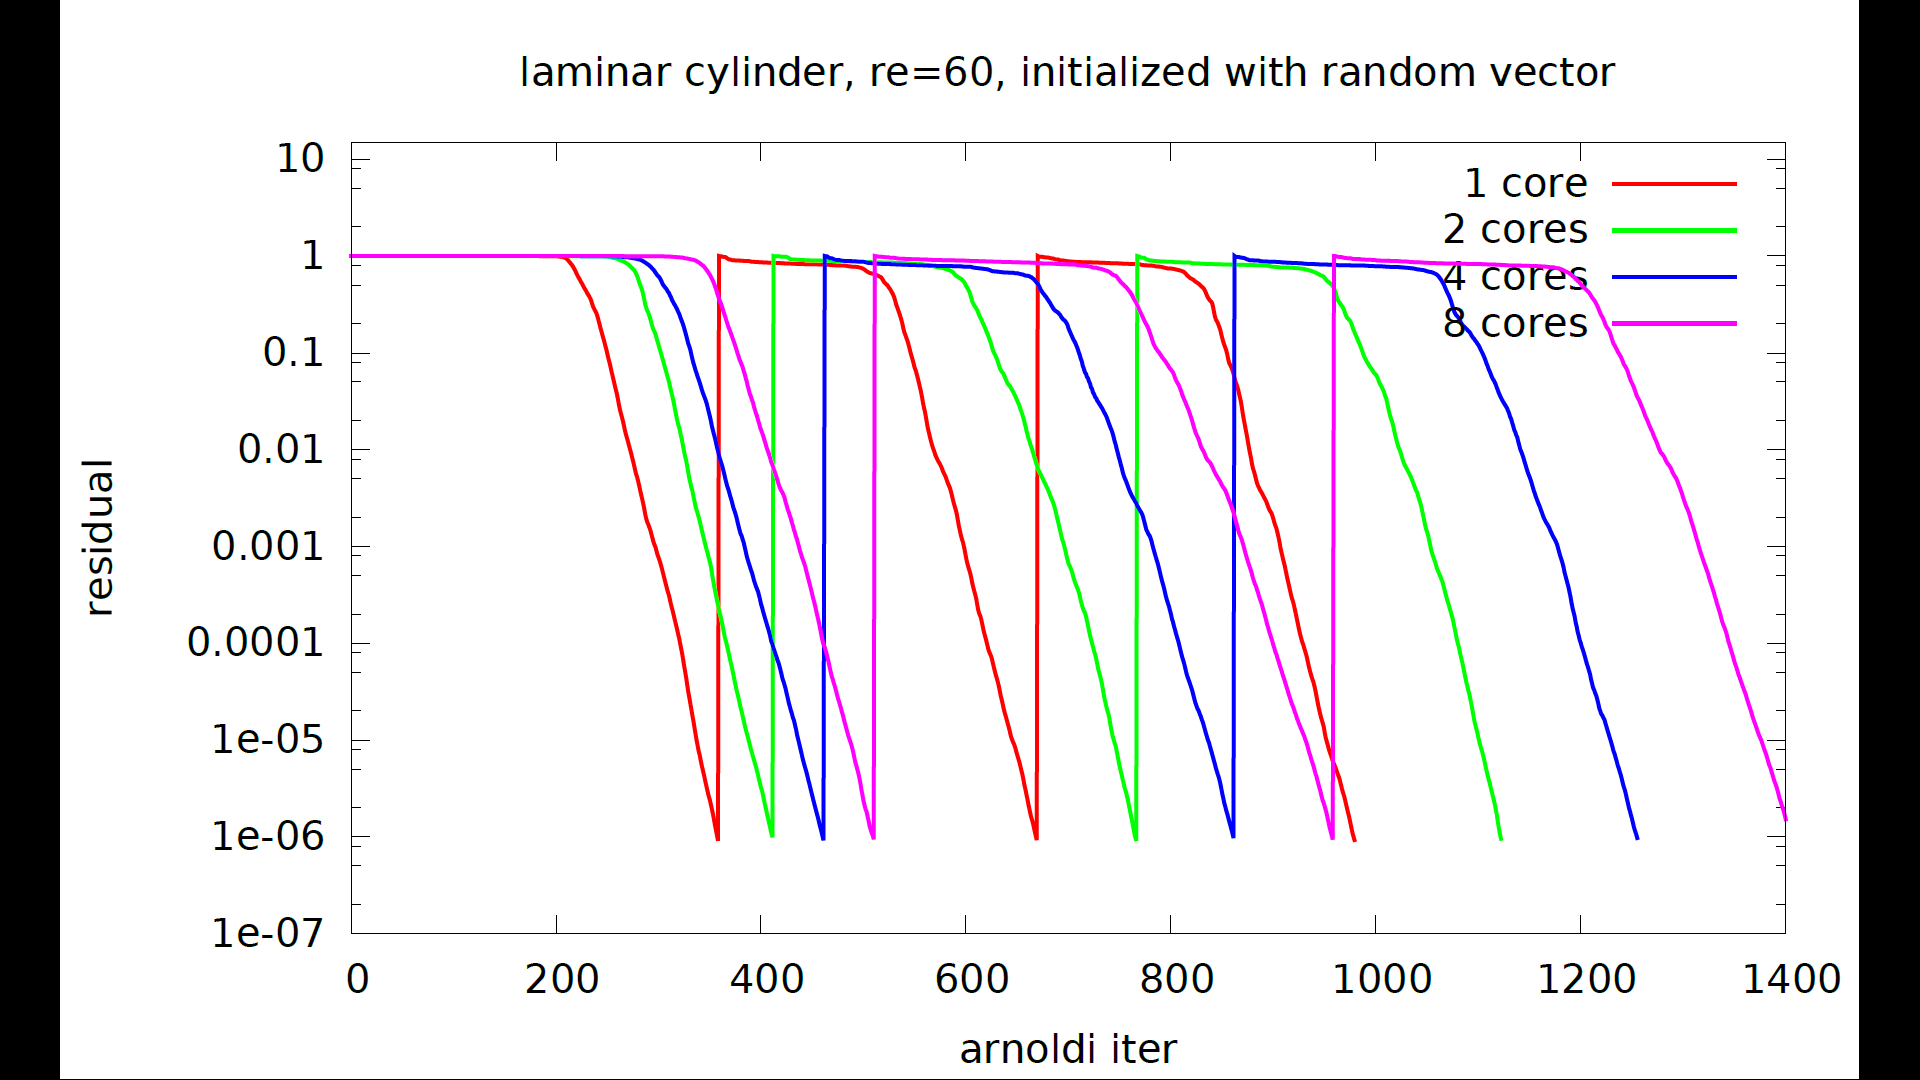 laminar cylinder, re=60, initialized with random vector
10
1
0.1
0.01
0.001
0.0001
1e-05
1e-06
1e-07
residual
1 core
2 cores
4 cores
8 cores
0 200 400 600 800 1000 1200 1400
arnoldi iter